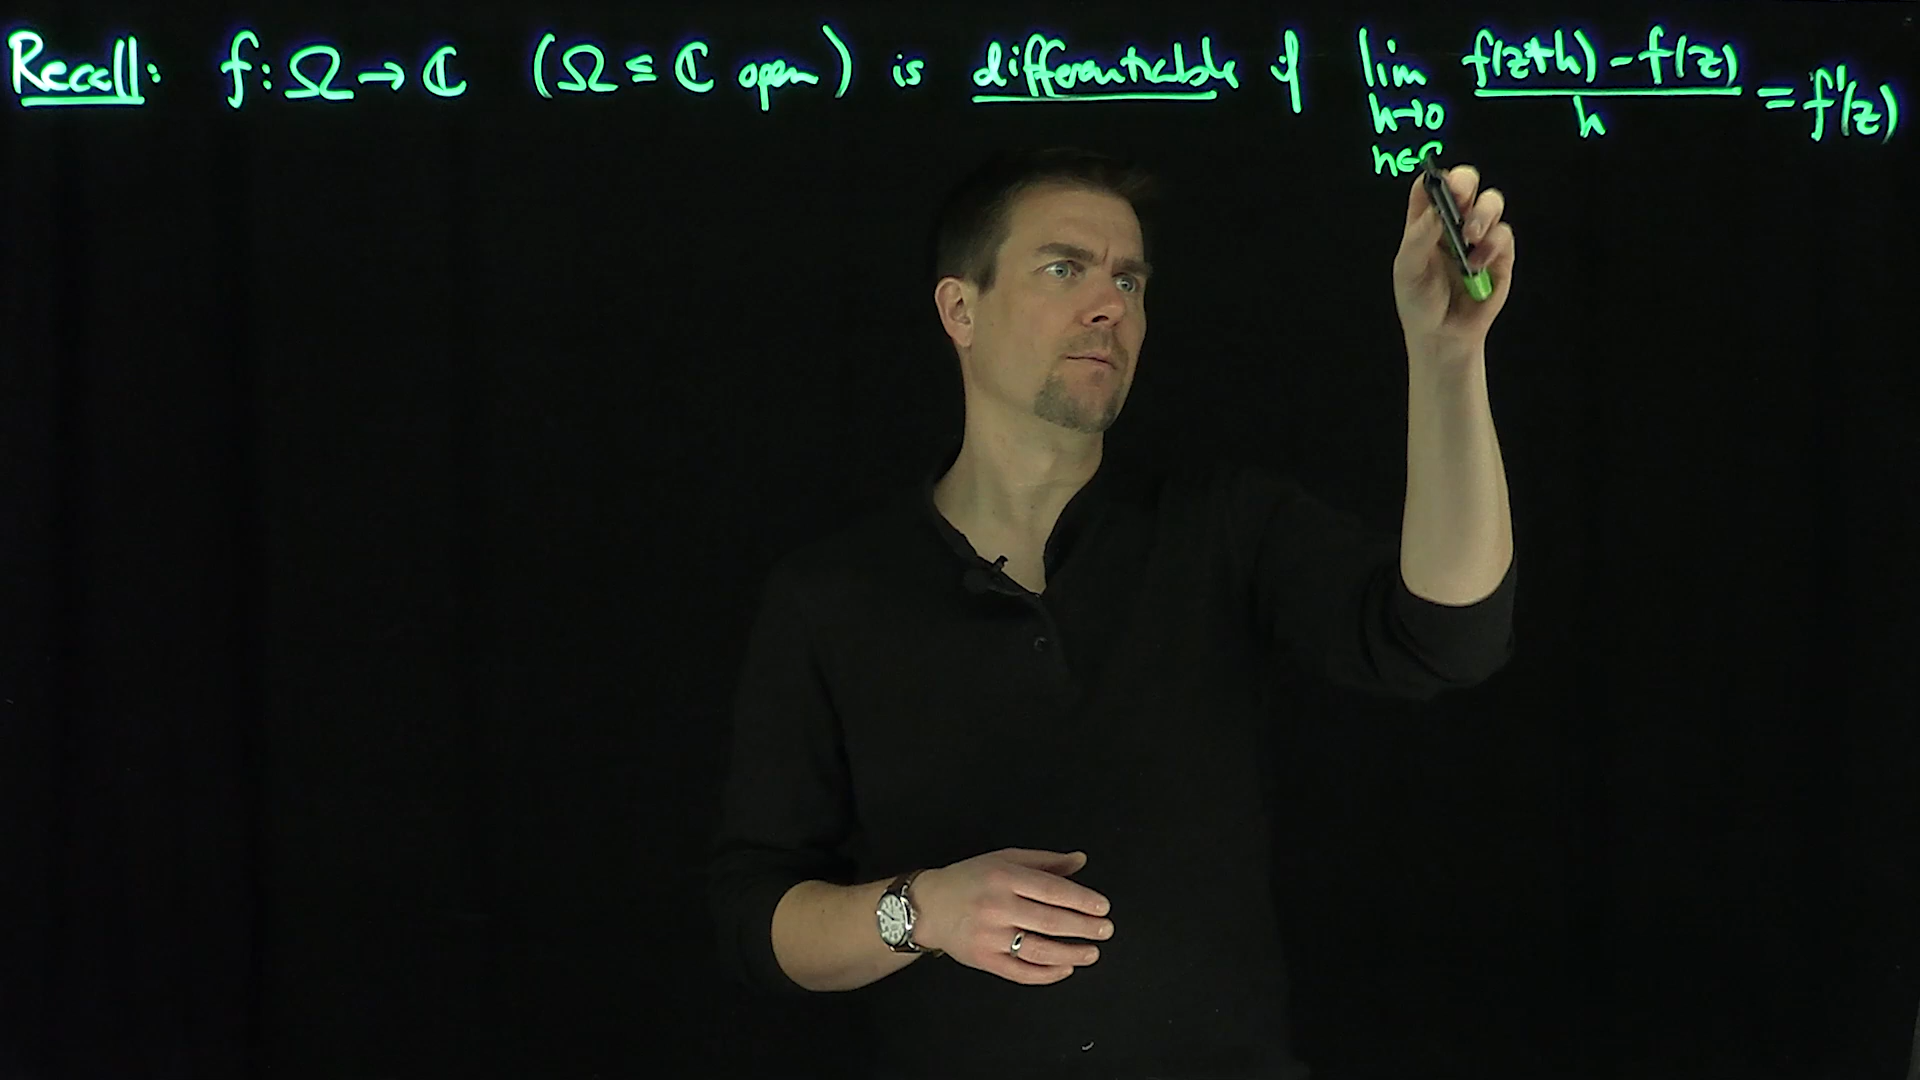 Recall: f: Ω → ℂ (Ω ⊆ ℂ open) is differentiable if lim f(z+h) - f(z) / h = f'(z)
h→0
h∈ℂ